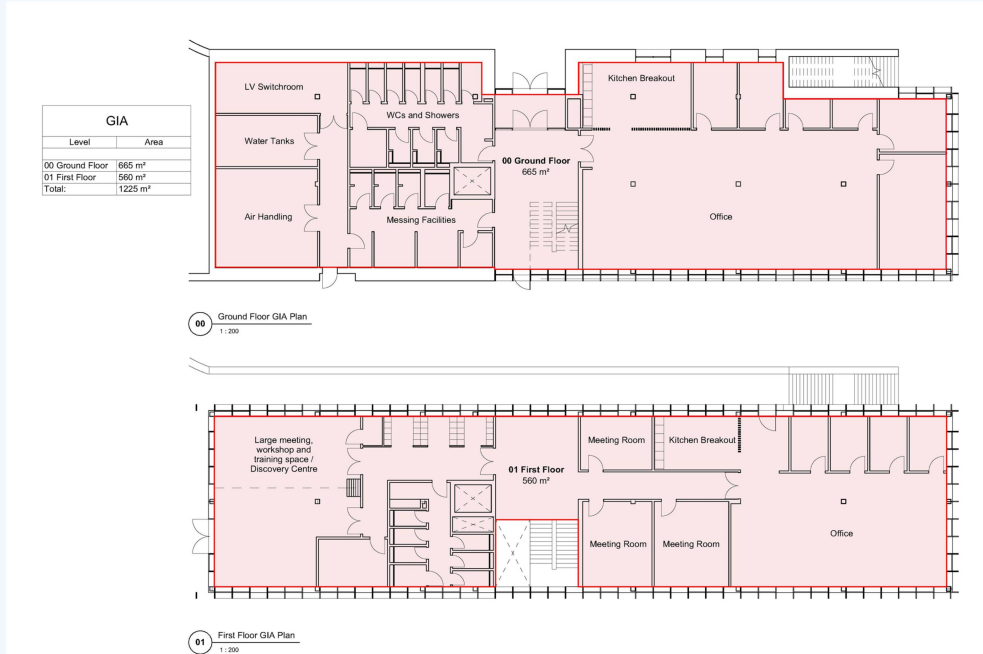 GIA
Level Area
00 Ground Floor 665 m²
01 First Floor 560 m²
Total: 1225 m²
LV Switchroom
Water Tanks
Air Handling
WCs and Showers
Messing Facilities
00 Ground Floor
665 m²
Kitchen Breakout
Office
00
Ground Floor GIA Plan
1 : 200
Large meeting,
workshop and
training space /
Discovery Centre
01 First Floor
560 m²
Meeting Room
Kitchen Breakout
Meeting Room
Meeting Room
Office
01
First Floor GIA Plan
1 : 200